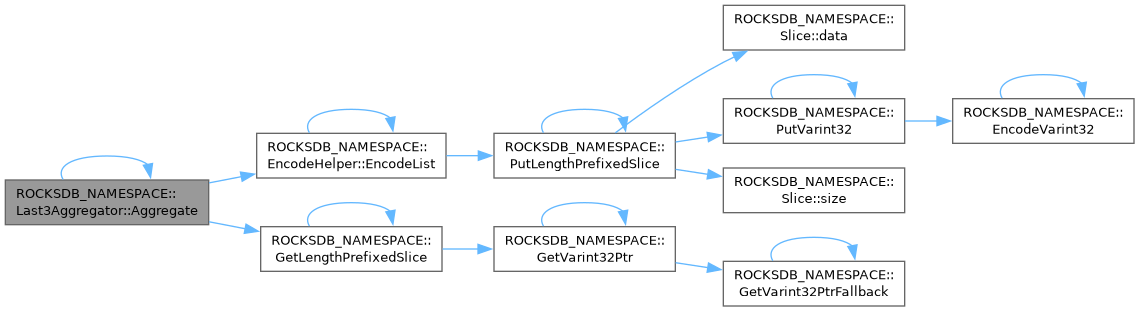 ROCKSDB_NAMESPACE::
Last3Aggregator::Aggregate
ROCKSDB_NAMESPACE::
EncodeHelper::EncodeList
ROCKSDB_NAMESPACE::
PutLengthPrefixedSlice
ROCKSDB_NAMESPACE::
Slice::data
ROCKSDB_NAMESPACE::
PutVarint32
ROCKSDB_NAMESPACE::
EncodeVarint32
ROCKSDB_NAMESPACE::
Slice::size
ROCKSDB_NAMESPACE::
GetLengthPrefixedSlice
ROCKSDB_NAMESPACE::
GetVarint32Ptr
ROCKSDB_NAMESPACE::
GetVarint32PtrFallback